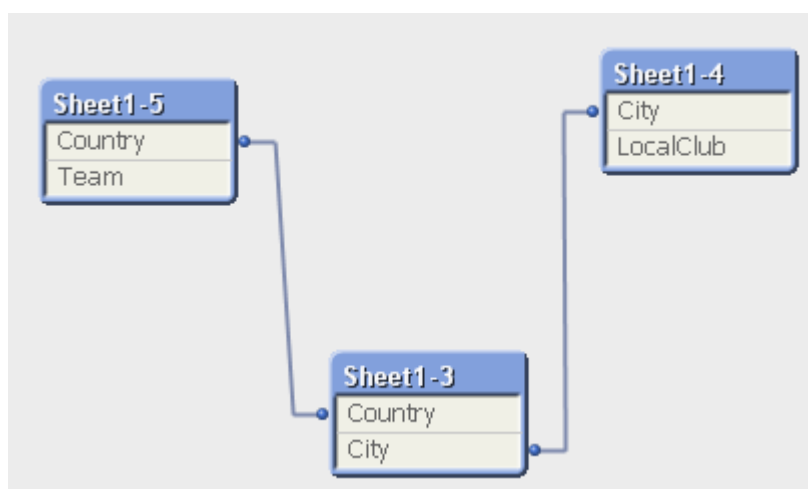 Sheet1-5
Country
Team
Sheet1-4
City
LocalClub
Sheet1-3
Country
City